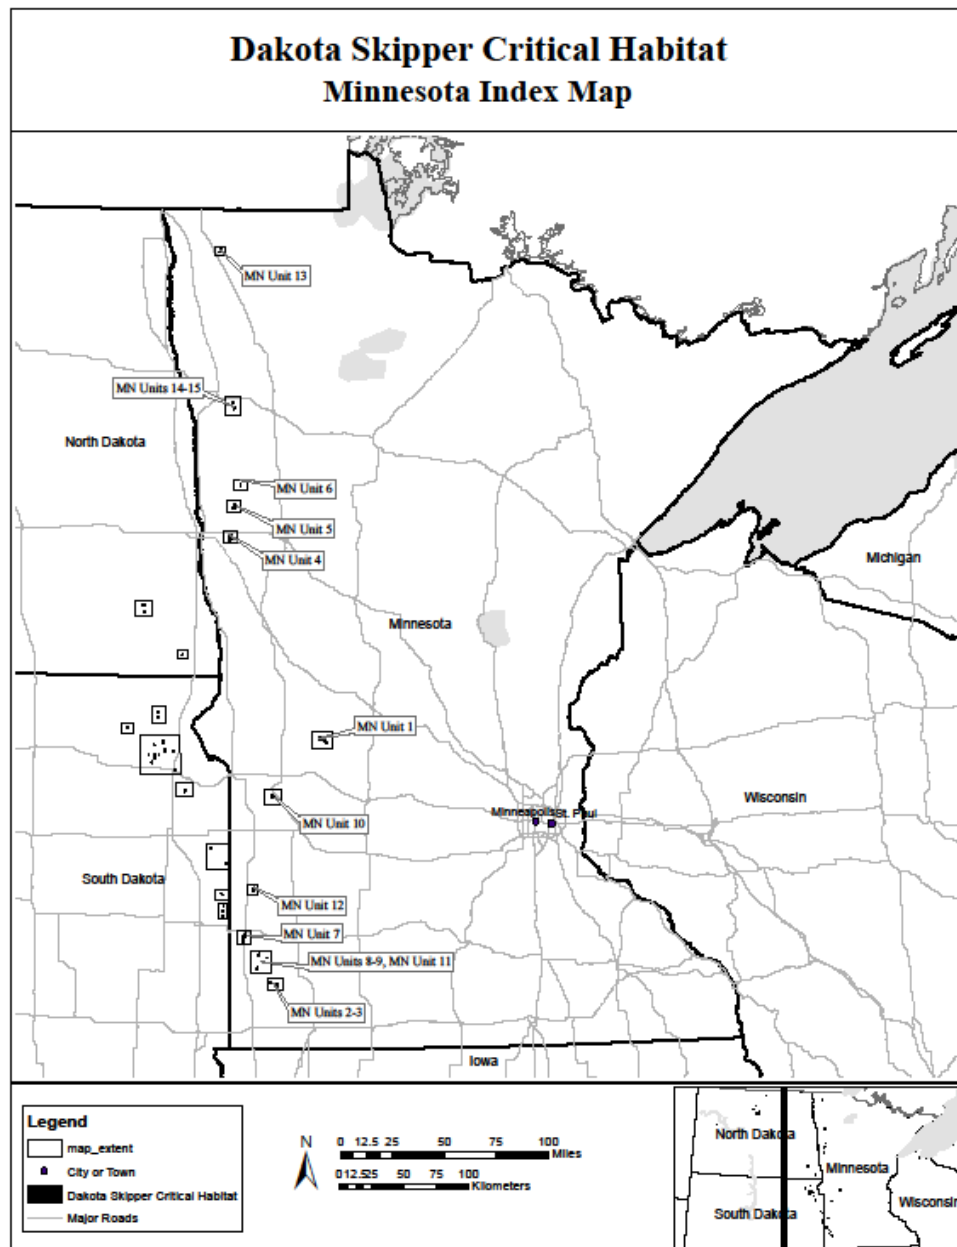 Dakota Skipper Critical Habitat
Minnesota Index Map
MN Unit 13
MN Units 14-15
North Dakota
MN Unit 6
MN Unit 5
MN Unit 4
Michigan
Minnesota
MN Unit 1
Wisconsin
Minneapolis
St. Paul
MN Unit 10
South Dakota
MN Unit 12
MN Unit 7
MN Units 8-9, MN Unit 11
MN Units 2-3
Iowa
Legend
map_extent
City or Town
Dakota Skipper Critical Habitat
Major Roads
N
0 12.5 25 50 75 100
Miles
0 12.5 25 50 75 100
Kilometers
North Dakota
Minnesota
South Dakota
Wisconsin